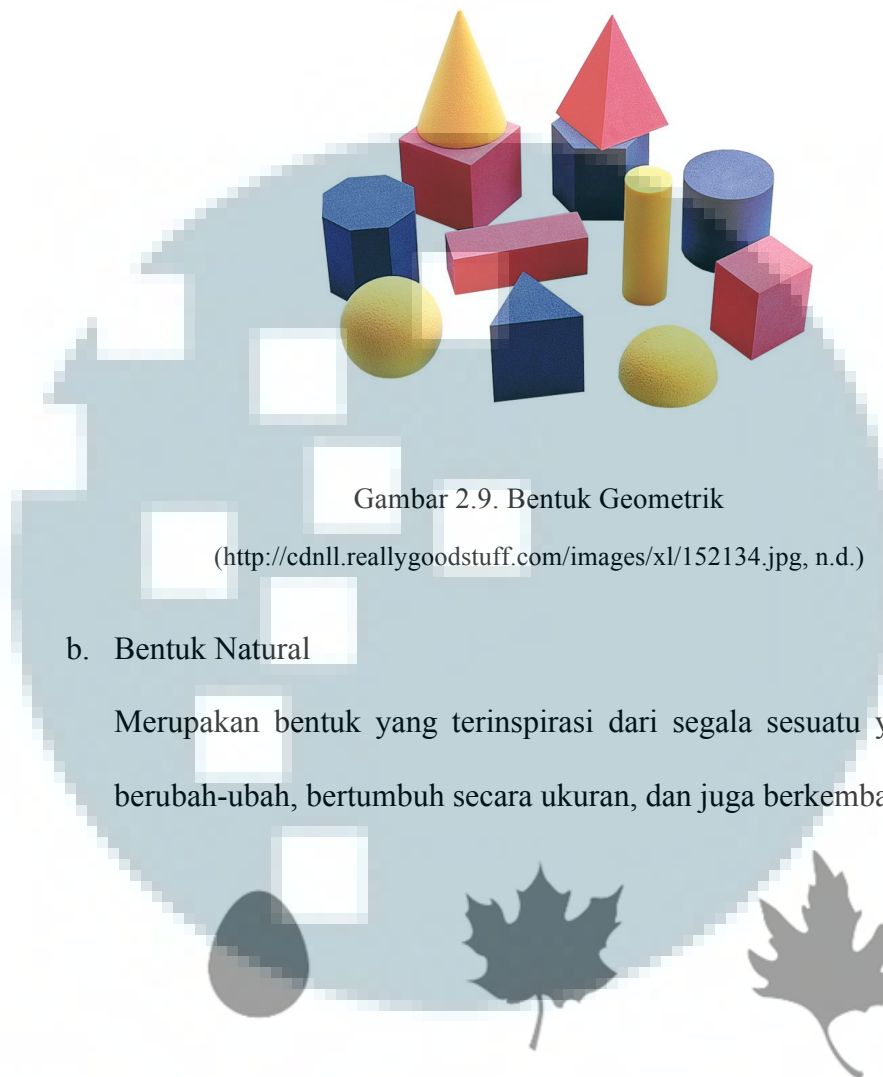 Gambar 2.9. Bentuk Geometrik
(http://cdnll.reallygoodstuff.com/images/xl/152134.jpg, n.d.)
b. Bentuk Natural
Merupakan bentuk yang terinspirasi dari segala sesuatu
berubah-ubah, bertumbuh secara ukuran, dan juga